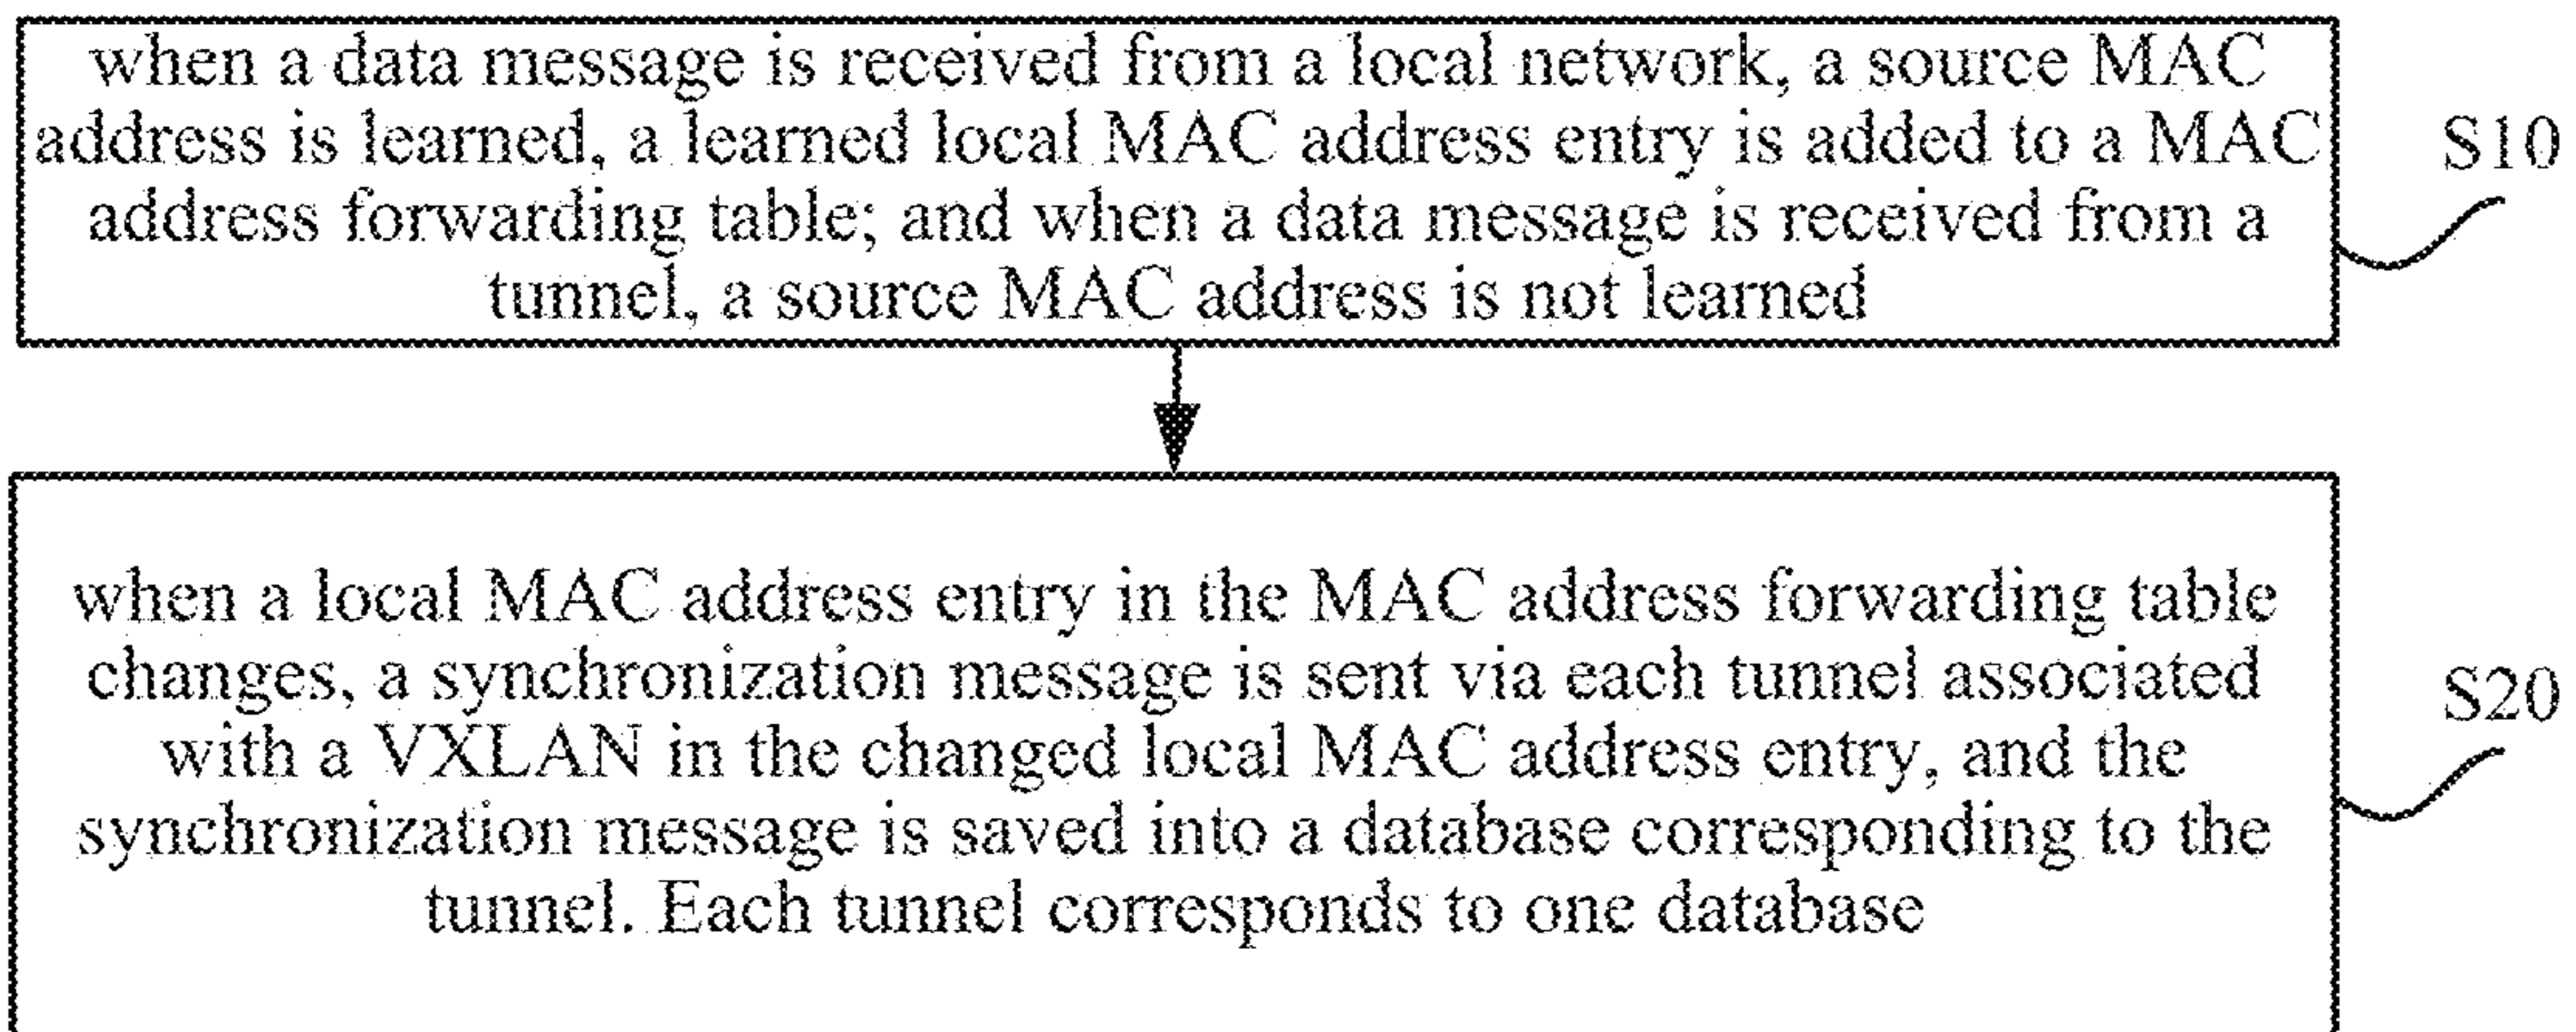 when a data message is received from a local network, a source MAC
address is learned, a learned local MAC address entry is added to a MAC
address forwarding table; and when a data message is received from a
tunnel, a source MAC address is not learned
S10
when a local MAC address entry in the MAC address forwarding table
changes, a synchronization message is sent via each tunnel associated
with a VXLAN in the changed local MAC address entry, and the
synchronization message is saved into a database corresponding to the
tunnel. Each tunnel corresponds to one database
S20